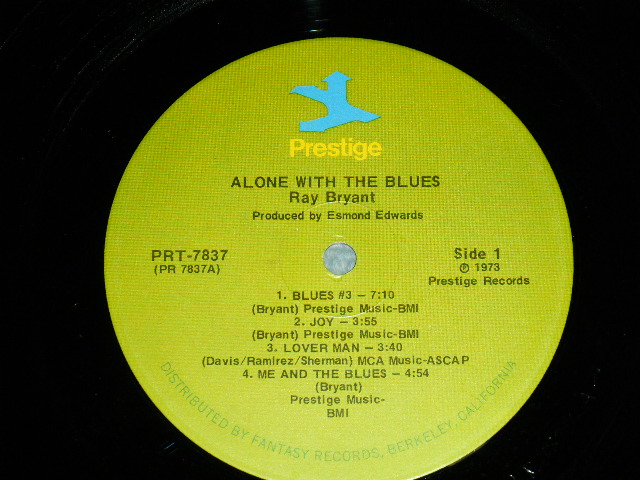 Prestige
ALONE WITH THE BLUES
Ray Bryant
Produced by Esmond Edwards
PRT-7837
(PR 7837A)
Side 1
℗ 1973
Prestige Records
1. BLUES #3 — 7:10
(Bryant) Prestige Music-BMI
2. JOY — 3:55
(Bryant) Prestige Music-BMI
3. LOVER MAN — 3:40
(Davis/Ramirez/Sherman) MCA Music-ASCAP
4. ME AND THE BLUES — 4:54
(Bryant)
Prestige Music-
BMI
DISTRIBUTED BY FANTASY RECORDS, BERKELEY, CALIFORNIA